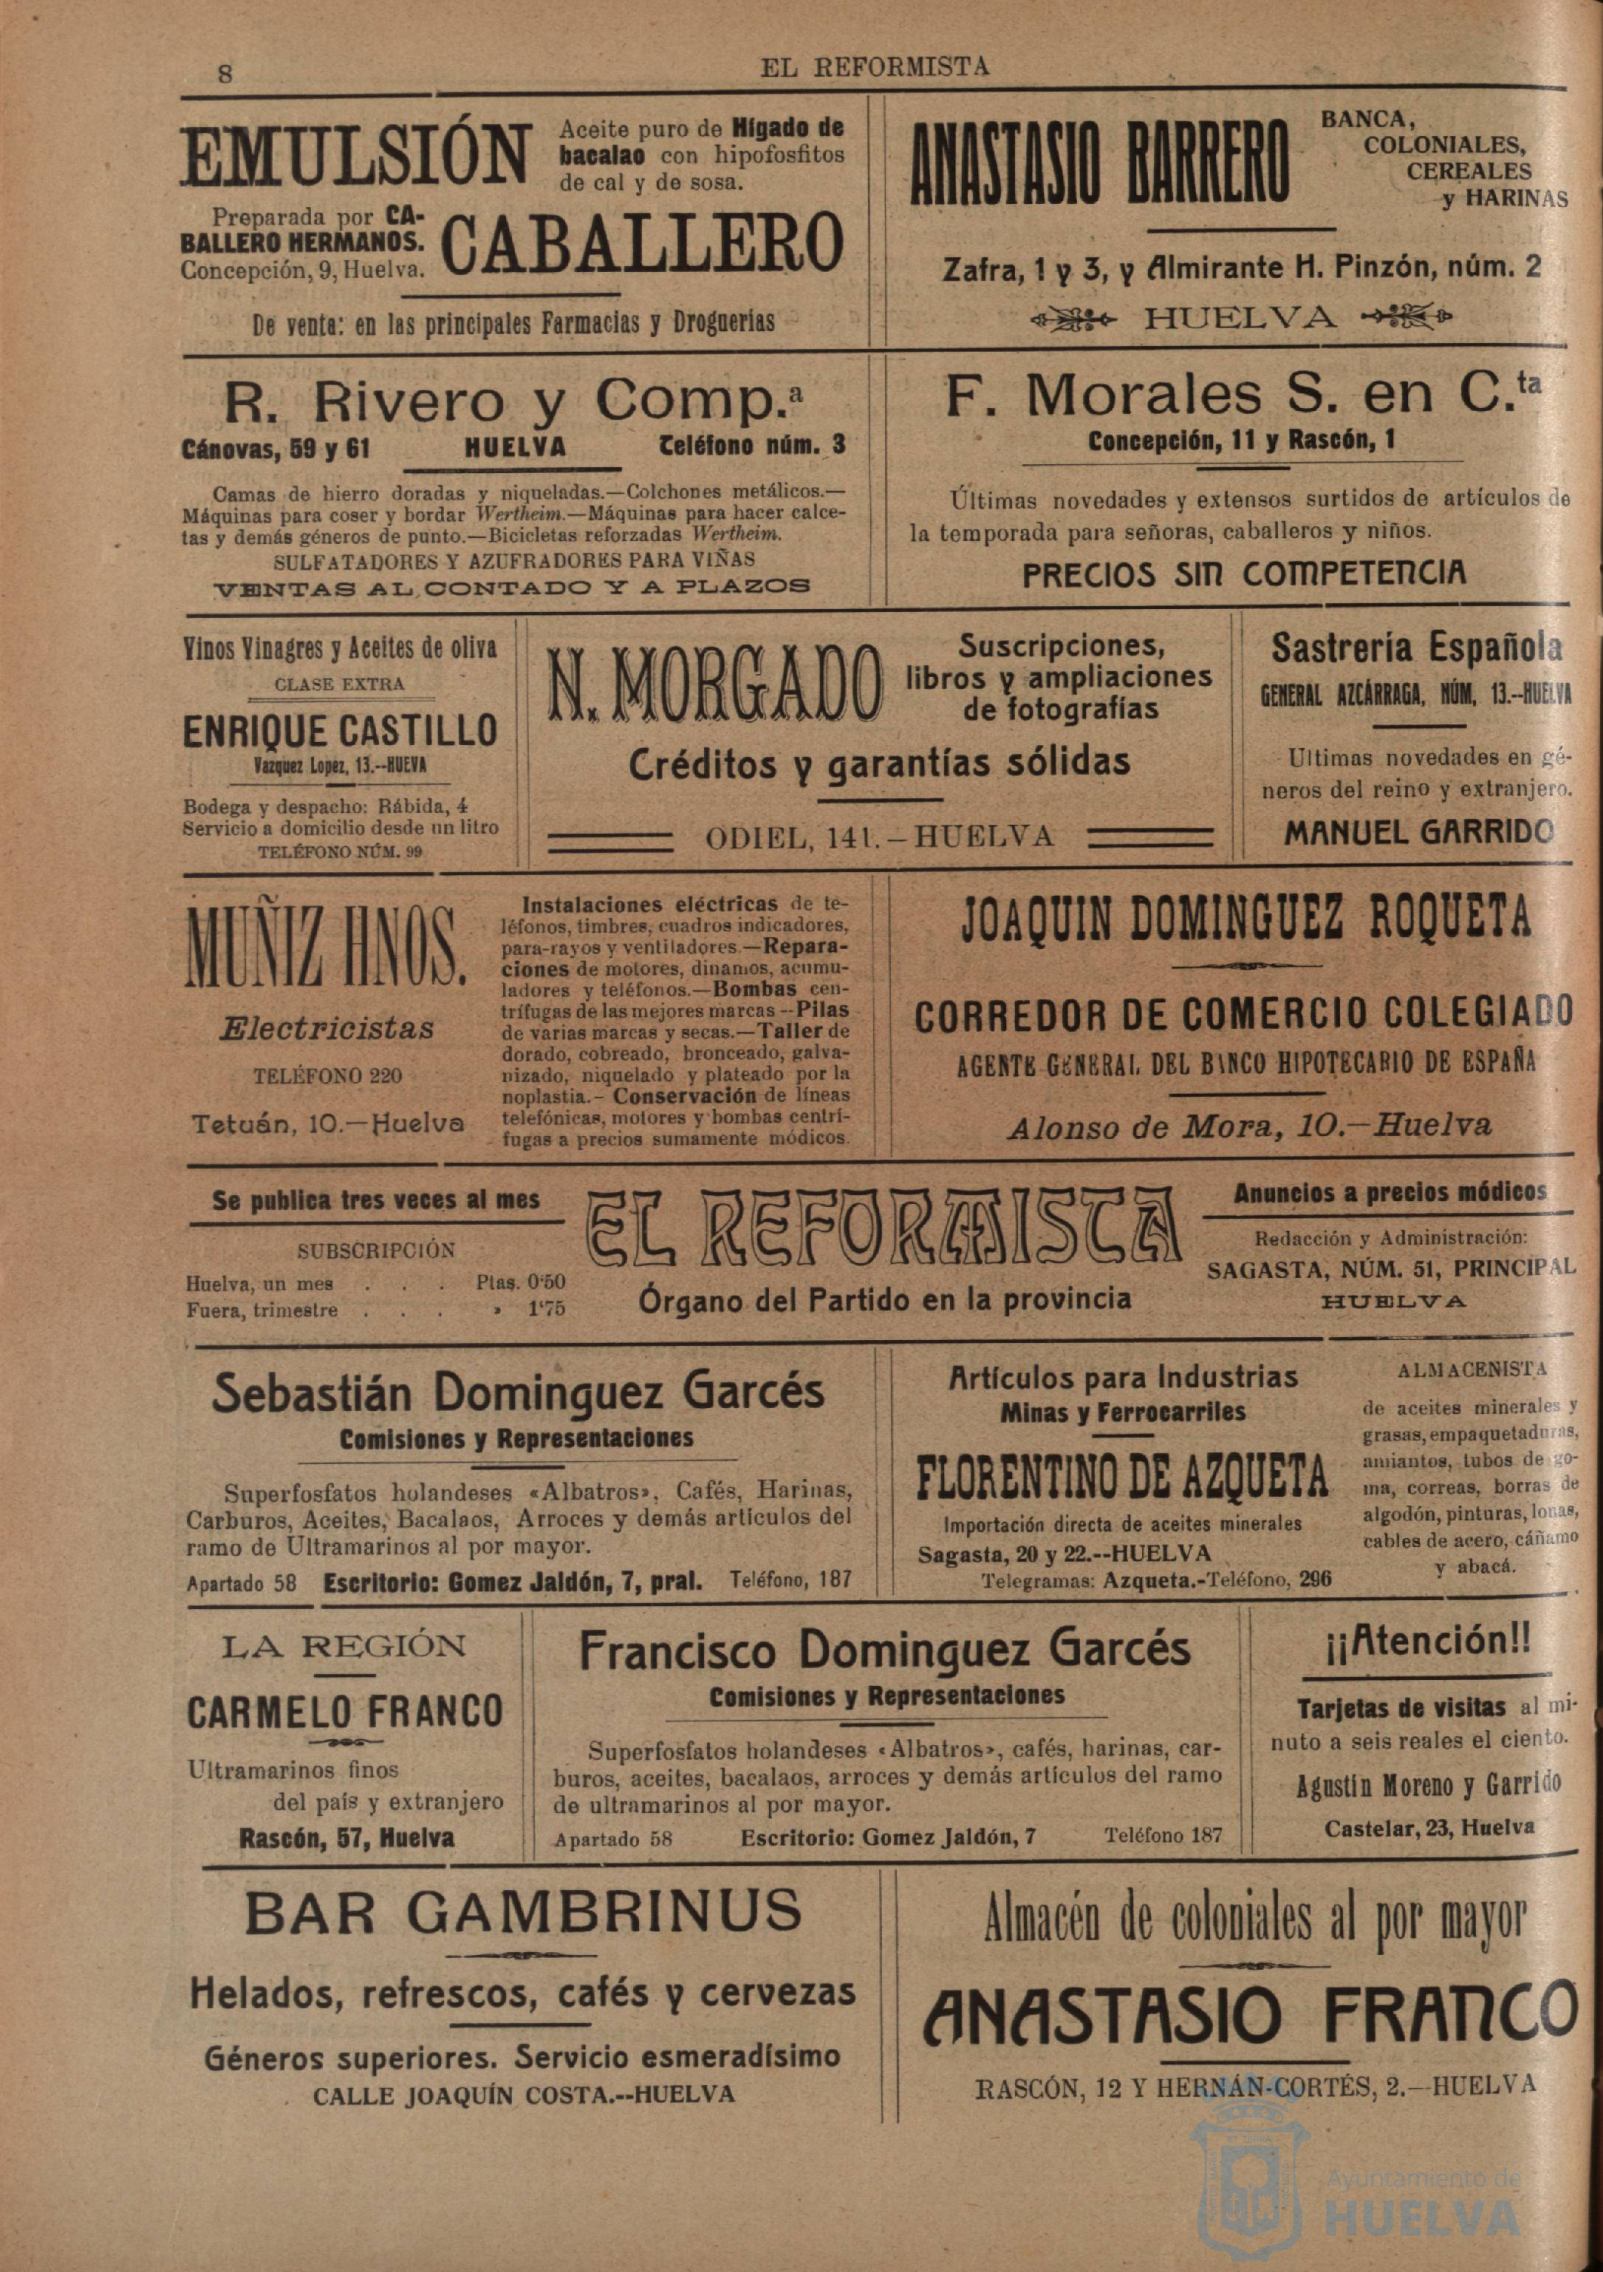 8
EL REFORMISTA
EMULSIÓN
Aceite puro de Hígado de
bacalao con hipofosfitos
de cal y de sosa.
Preparada por CA-
BALLERO HERMANOS.
Concepción, 9, Huelva.
CABALLERO
De venta: en las principales Farmacias y Droguerias
ANASTASIO BARRERO
BANCA,
COLONIALES,
CEREALES
y HARINAS
Zafra, 1 y 3, y Almirante H. Pinzón, núm. 2
HUELVA
R. Rivero y Comp.ª
Cánovas, 59 y 61 HUELVA Teléfono núm. 3
Camas de hierro doradas y niqueladas.—Colchones metálicos.—
Máquinas para coser y bordar Wertheim.—Máquinas para hacer calce-
tas y demás géneros de punto.—Bicicletas reforzadas Wertheim.
SULFATADORES Y AZUFRADORES PARA VIÑAS
VENTAS AL CONTADO Y A PLAZOS
F. Morales S. en C.ta
Concepción, 11 y Rascón, 1
Últimas novedades y extensos surtidos de artículos de
la temporada para señoras, caballeros y niños.
PRECIOS SIN COMPETENCIA
Vinos Vinagres y Aceites de oliva
CLASE EXTRA
ENRIQUE CASTILLO
Vazquez Lopez, 13.--HUEVA
Bodega y despacho: Rábida, 4
Servicio a domicilio desde un litro
TELÉFONO NÚM. 99
N. MORGADO
Suscripciones,
libros y ampliaciones
de fotografías
Créditos y garantías sólidas
ODIEL, 141.—HUELVA
Sastrería Española
GENERAL AZCÁRRAGA, NÚM, 13.--HUELVA
Ultimas novedades en gé-
neros del reino y extranjero.
MANUEL GARRIDO
MUÑIZ HNOS.
Electricistas
TELÉFONO 220
Tetuán, 10.—Huelva
Instalaciones eléctricas de te-
léfonos, timbres, cuadros indicadores,
para-rayos y ventiladores.—Repara-
ciones de motores, dinamos, acumu-
ladores y teléfonos.—Bombas cen-
trífugas de las mejores marcas--Pilas
de varias marcas y secas.—Taller de
dorado, cobreado, bronceado, galva-
nizado, niquelado y plateado por la
noplastia.- Conservación de líneas
telefónicas, motores y bombas centrí-
fugas a precios sumamente módicos.
JOAQUIN DOMINGUEZ ROQUETA
CORREDOR DE COMERCIO COLEGIADO
AGENTE GENERAL DEL BANCO HIPOTECARIO DE ESPAÑA
Alonso de Mora, 10.—Huelva
Se publica tres veces al mes
SUBSCRIPCIÓN
Huelva, un mes . . . Ptas. 0'50
Fuera, trimestre . . . » 1'75
EL REFORMISTA
Órgano del Partido en la provincia
Anuncios a precios módicos
Redacción y Administración:
SAGASTA, NÚM. 51, PRINCIPAL
HUELVA
Sebastián Dominguez Garcés
Comisiones y Representaciones
Superfosfatos holandeses «Albatros», Cafés, Harinas,
Carburos, Aceites, Bacalaos, Arroces y demás artículos del
ramo de Ultramarinos al por mayor.
Apartado 58 Escritorio: Gomez Jaldón, 7, pral. Teléfono, 187
Artículos para Industrias
Minas y Ferrocarriles
FLORENTINO DE AZQUETA
Importación directa de aceites minerales
Sagasta, 20 y 22.--HUELVA
Telegramas: Azqueta.-Teléfono, 296
ALMACENISTA
de aceites minerales y
grasas, empaquetaduras,
amiantos, tubos de go-
ma, correas, borras de
algodón, pinturas, lonas,
cables de acero, cáñamo
y abacá.
LA REGIÓN
CARMELO FRANCO
Ultramarinos finos
del país y extranjero
Rascón, 57, Huelva
Francisco Dominguez Garcés
Comisiones y Representaciones
Superfosfatos holandeses «Albatros», cafés, harinas, car-
buros, aceites, bacalaos, arroces y demás artículos del ramo
de ultramarinos al por mayor.
Apartado 58 Escritorio: Gomez Jaldón, 7 Teléfono 187
¡¡Atención!!
Tarjetas de visitas al mi-
nuto a seis reales el ciento.
Agustín Moreno y Garrido
Castelar, 23, Huelva
BAR GAMBRINUS
Helados, refrescos, cafés y cervezas
Géneros superiores. Servicio esmeradísimo
CALLE JOAQUÍN COSTA.--HUELVA
Almacén de coloniales al por mayor
ANASTASIO FRANCO
RASCÓN, 12 Y HERNÁN-CORTÉS, 2.—HUELVA
Ayuntamiento de
HUELVA